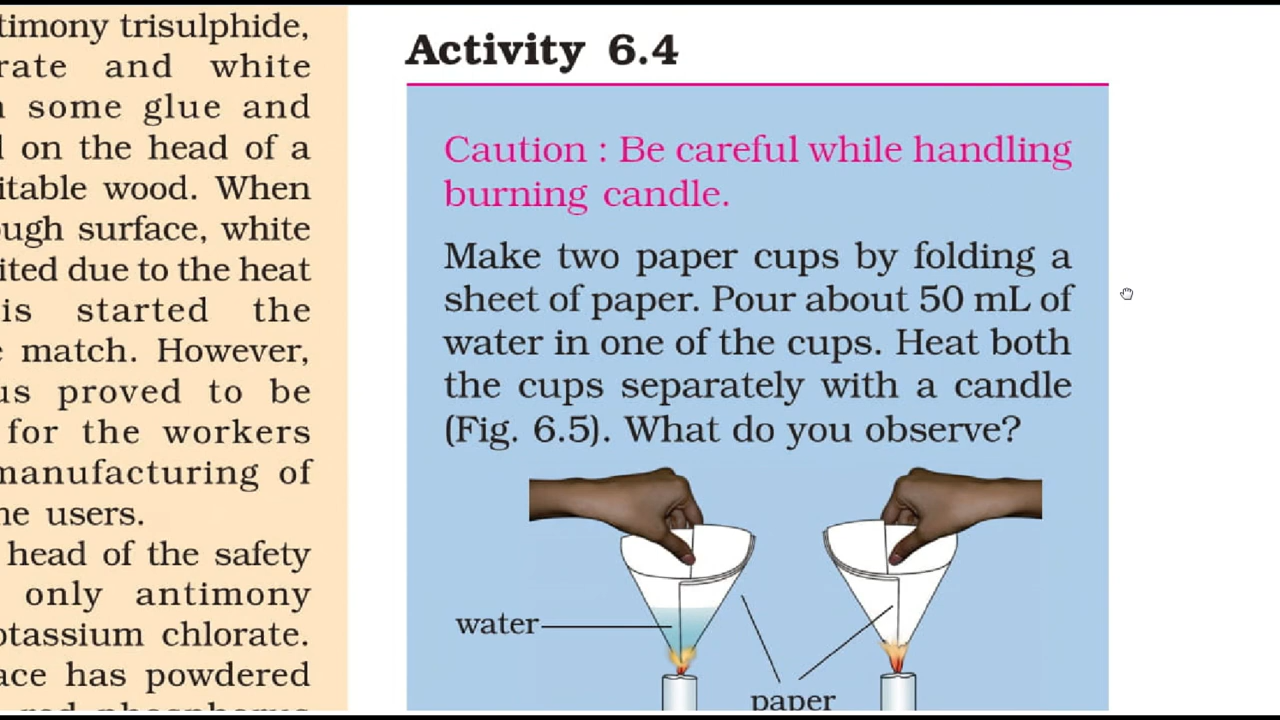 timony trisulphide,
rate and white
some glue and
on the head of a
itable wood. When
ugh surface, white
ited due to the heat
is started the
match. However,
us proved to be
for the workers
manufacturing of
he users.
head of the safety
only antimony
otassium chlorate.
ace has powdered
red phosphorus
Activity 6.4
Caution : Be careful while handling
burning candle.
Make two paper cups by folding a
sheet of paper. Pour about 50 mL of
water in one of the cups. Heat both
the cups separately with a candle
(Fig. 6.5). What do you observe?
water
paper